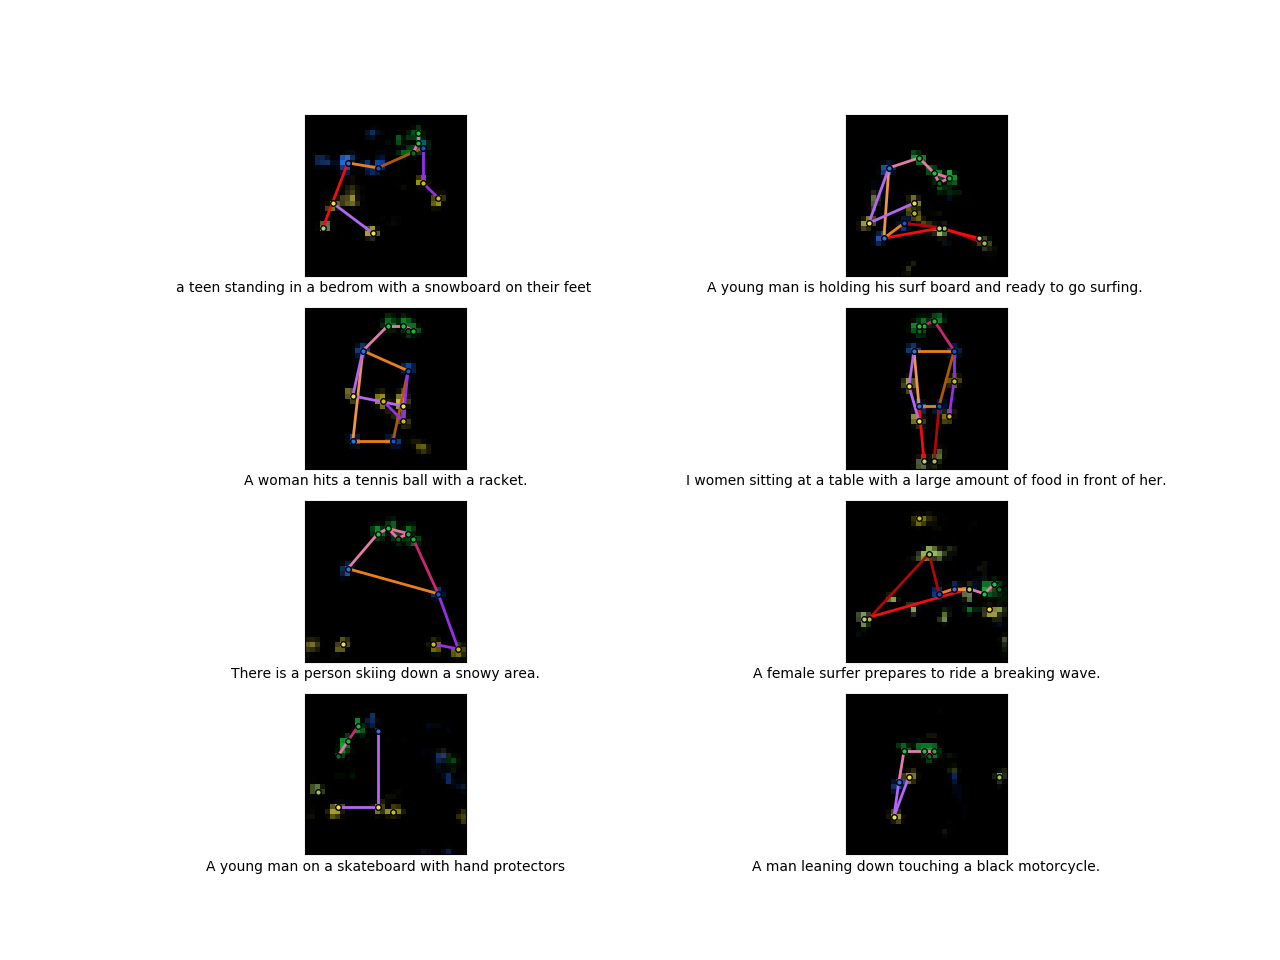 a teen standing in a bedrom with a snowboard on their feet
A young man is holding his surf board and ready to go surfing.
A woman hits a tennis ball with a racket.
I women sitting at a table with a large amount of food in front of her.
There is a person skiing down a snowy area.
A female surfer prepares to ride a breaking wave.
A young man on a skateboard with hand protectors
A man leaning down touching a black motorcycle.